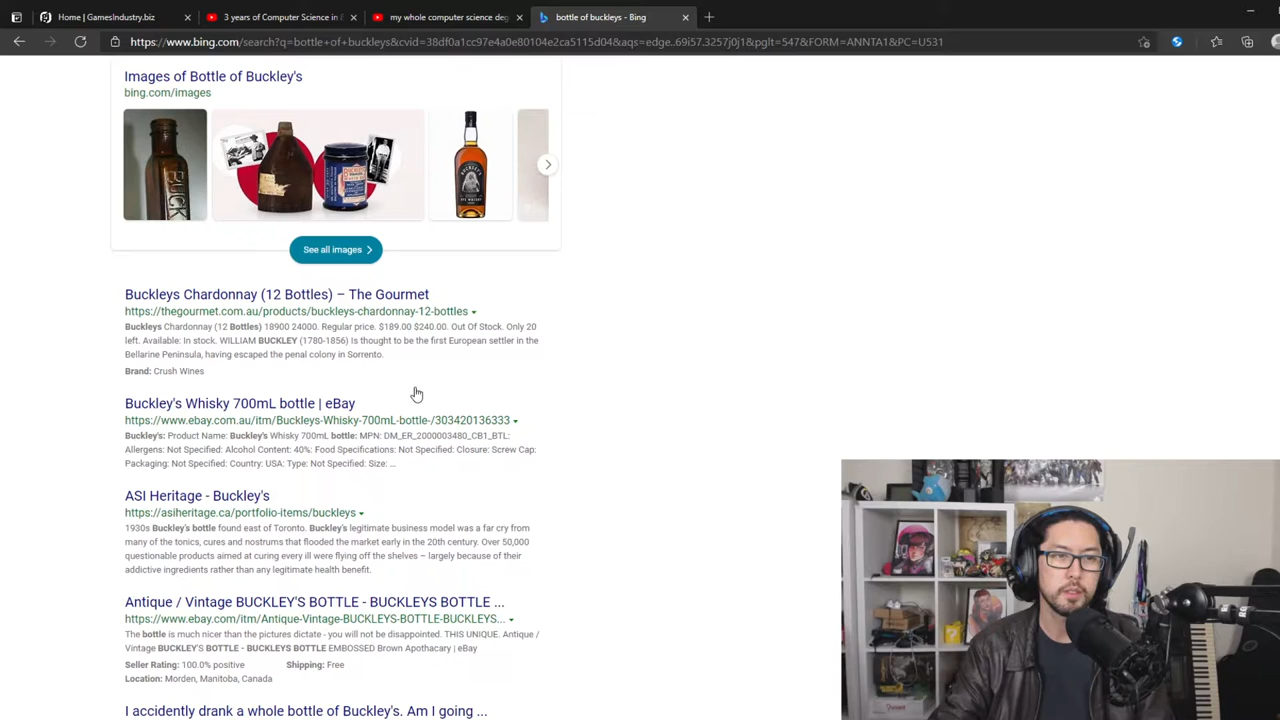 Home | GamesIndustry.biz
3 years of Computer Science in 8
my whole computer science deg
bottle of buckleys - Bing
https://www.bing.com/search?q=bottle+of+buckleys&cvid=38df0a1cc97e4a0e80104e2ca5115d04&aqs=edge..69i57.3257j0j1&pglt=547&FORM=ANNTA1&PC=U531
Images of Bottle of Buckley's
bing.com/images
See all images
Buckleys Chardonnay (12 Bottles) – The Gourmet
https://thegourmet.com.au/products/buckleys-chardonnay-12-bottles
Buckleys Chardonnay (12 Bottles) 18900 24000. Regular price. $189.00 $240.00. Out Of Stock. Only 20
left. Available: In stock. WILLIAM BUCKLEY (1780-1856) Is thought to be the first European settler in the
Bellarine Peninsula, having escaped the penal colony in Sorrento.
Brand: Crush Wines
Buckley's Whisky 700mL bottle | eBay
https://www.ebay.com.au/itm/Buckleys-Whisky-700mL-bottle-/303420136333
Buckley's: Product Name: Buckley's Whisky 700mL bottle: MPN: DM_ER_2000003480_CB1_BTL:
Allergens: Not Specified: Alcohol Content: 40%: Food Specifications: Not Specified: Closure: Screw Cap:
Packaging: Not Specified: Country: USA: Type: Not Specified: Size: ...
ASI Heritage - Buckley's
https://asiheritage.ca/portfolio-items/buckleys
1930s Buckley's bottle found east of Toronto. Buckley's legitimate business model was a far cry from
many of the tonics, cures and nostrums that flooded the market early in the 20th century. Over 50,000
questionable products aimed at curing every ill were flying off the shelves – largely because of their
addictive ingredients rather than any legitimate health benefit.
Antique / Vintage BUCKLEY'S BOTTLE - BUCKLEYS BOTTLE ...
https://www.ebay.com/itm/Antique-Vintage-BUCKLEYS-BOTTLE-BUCKLEYS...
The bottle is much nicer than the pictures dictate - you will not be disappointed. THIS UNIQUE. Antique /
Vintage BUCKLEY'S BOTTLE - BUCKLEYS BOTTLE EMBOSSED Brown Apothecary | eBay
Seller Rating: 100.0% positive Shipping: Free
Location: Morden, Manitoba, Canada
I accidently drank a whole bottle of Buckley's. Am I going ...